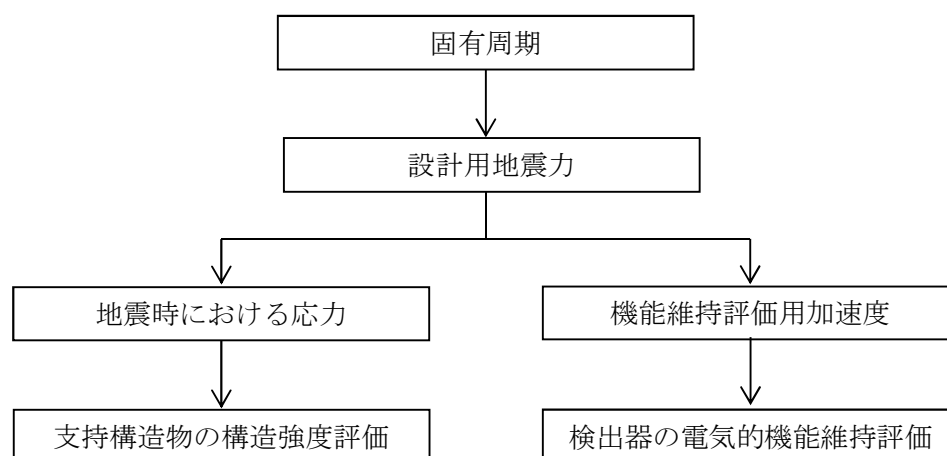 固有周期
設計用地震力
地震時における応力
機能維持評価用加速度
支持構造物の構造強度評価
検出器の電気的機能維持評価